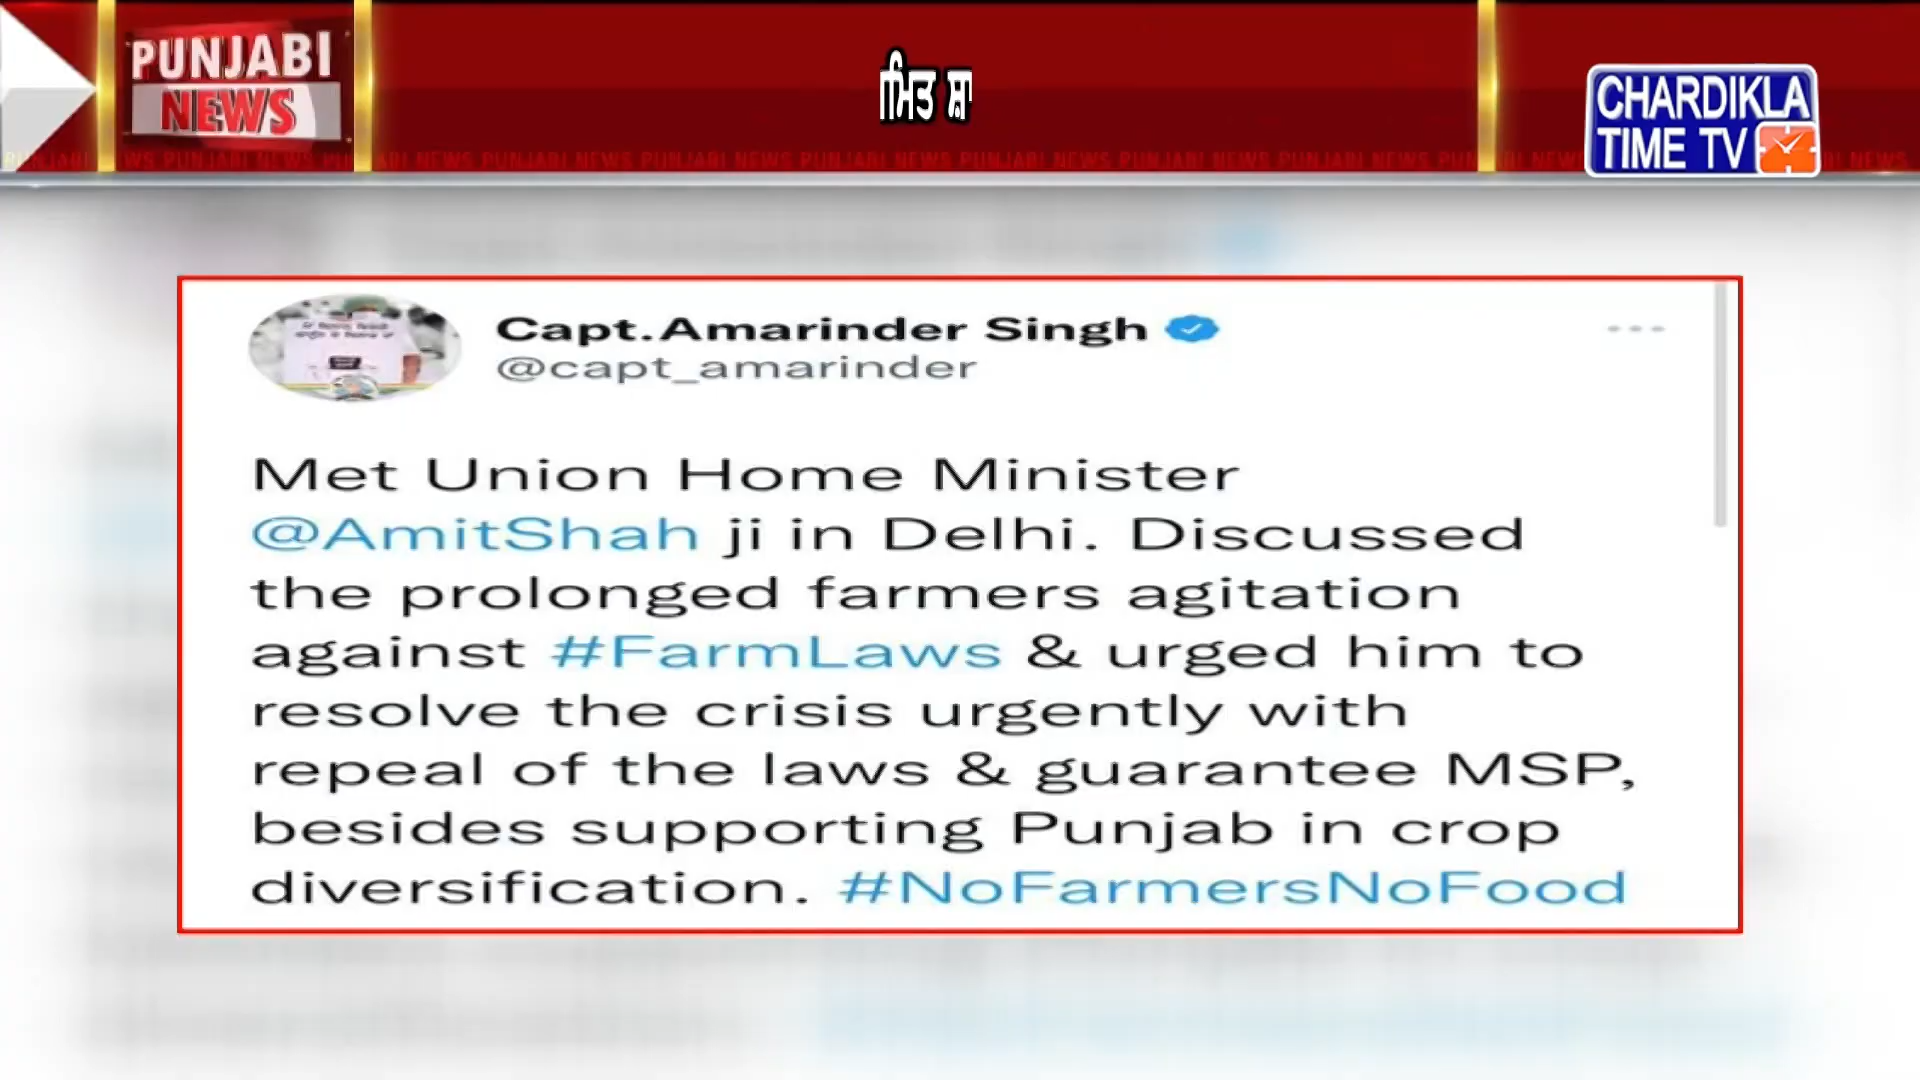 PUNJABI
NEWS
ਮਿਤ ਸ਼ਾ
CHARDIKLA
TIME TV
Capt.Amarinder Singh
@capt_amarinder
Met Union Home Minister
@AmitShah ji in Delhi. Discussed
the prolonged farmers agitation
against #FarmLaws & urged him to
resolve the crisis urgently with
repeal of the laws & guarantee MSP,
besides supporting Punjab in crop
diversification. #NoFarmersNoFood